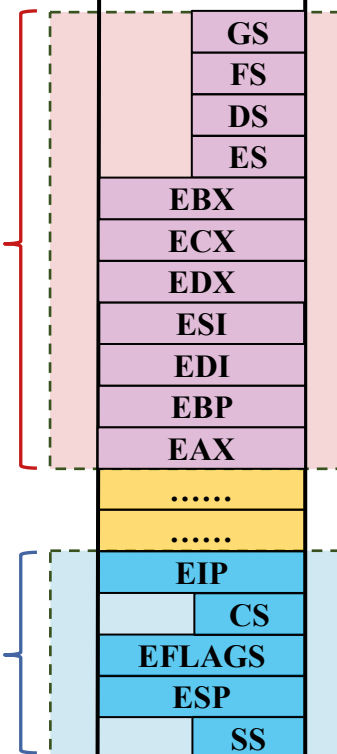 GS
FS
DS
ES
EBX
ECX
EDX
ESI
EDI
EBP
EAX
......
......
EIP
CS
EFLAGS
ESP
SS